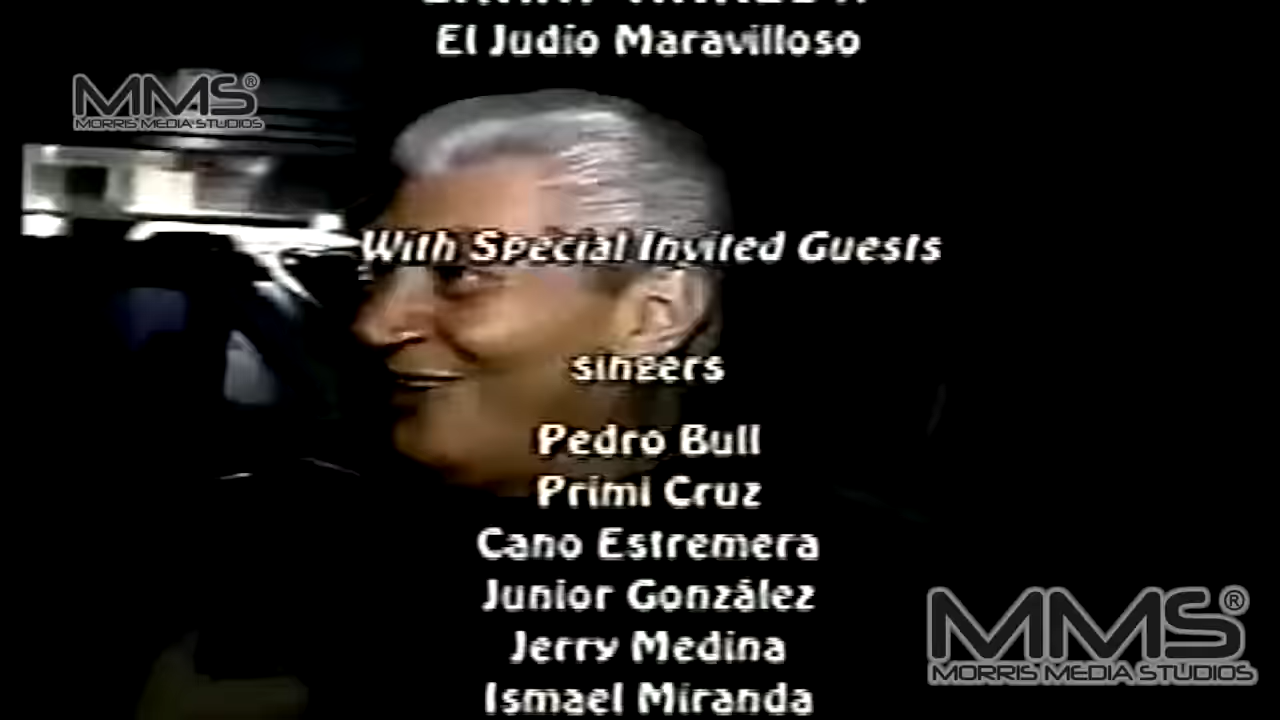 El Judio Maravilloso
MMS®
MORRIS MEDIA STUDIOS
With Special Invited Guests
singers
Pedro Bull
Primi Cruz
Cano Estremera
Junior González
Jerry Medina
Ismael Miranda
MMS®
MORRIS MEDIA STUDIOS